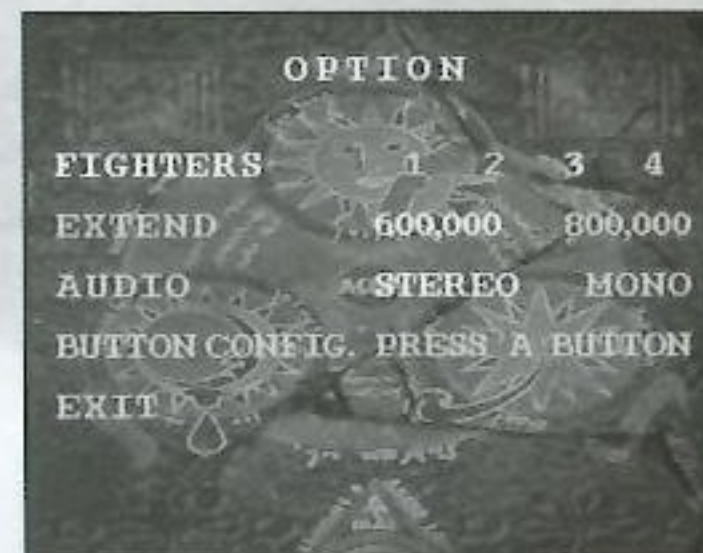 OPTION
FIGHTERS 1 2 3 4
EXTEND 600,000 800,000
AUDIO STEREO MONO
BUTTON CONFIG. PRESS A BUTTON
EXIT